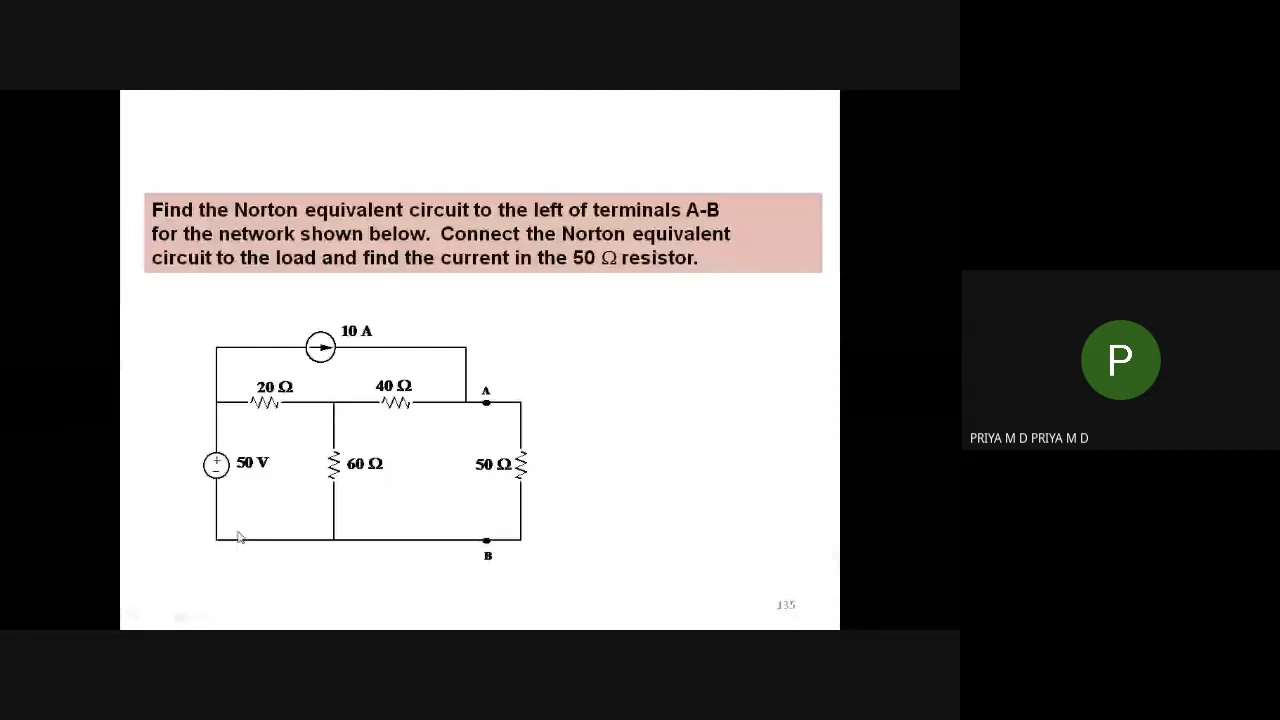 Find the Norton equivalent circuit to the left of terminals A-B
for the network shown below. Connect the Norton equivalent
circuit to the load and find the current in the 50 Ω resistor.
10 A
20 Ω
40 Ω
A
+
−
50 V
60 Ω
50 Ω
B
135
P
PRIYA M D PRIYA M D